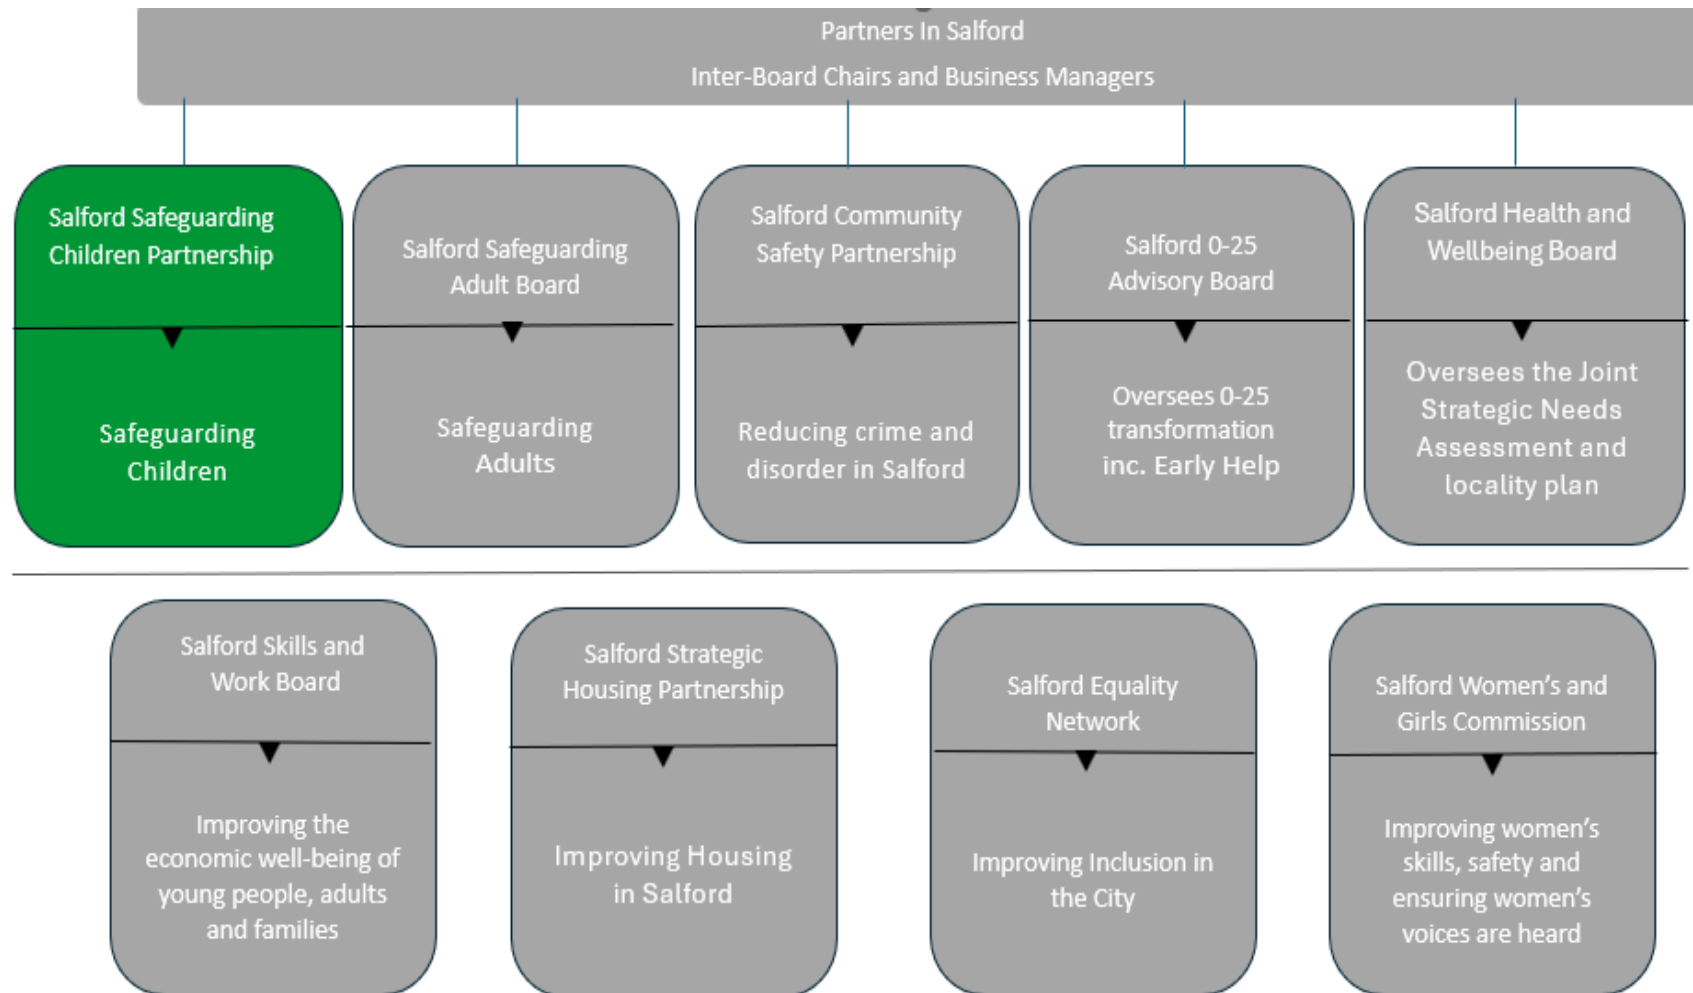 Partners In Salford
Inter-Board Chairs and Business Managers
Salford Safeguarding
Children Partnership
Safeguarding
Children
Salford Safeguarding
Adult Board
Safeguarding
Adults
Salford Community
Safety Partnership
Reducing crime and
disorder in Salford
Salford 0-25
Advisory Board
Oversees 0-25
transformation
inc. Early Help
Salford Health and
Wellbeing Board
Oversees the Joint
Strategic Needs
Assessment and
locality plan
Salford Skills and
Work Board
Improving the
economic well-being of
young people, adults
and families
Salford Strategic
Housing Partnership
Improving Housing
in Salford
Salford Equality
Network
Improving Inclusion in
the City
Salford Women’s and
Girls Commission
Improving women’s
skills, safety and
ensuring women’s
voices are heard